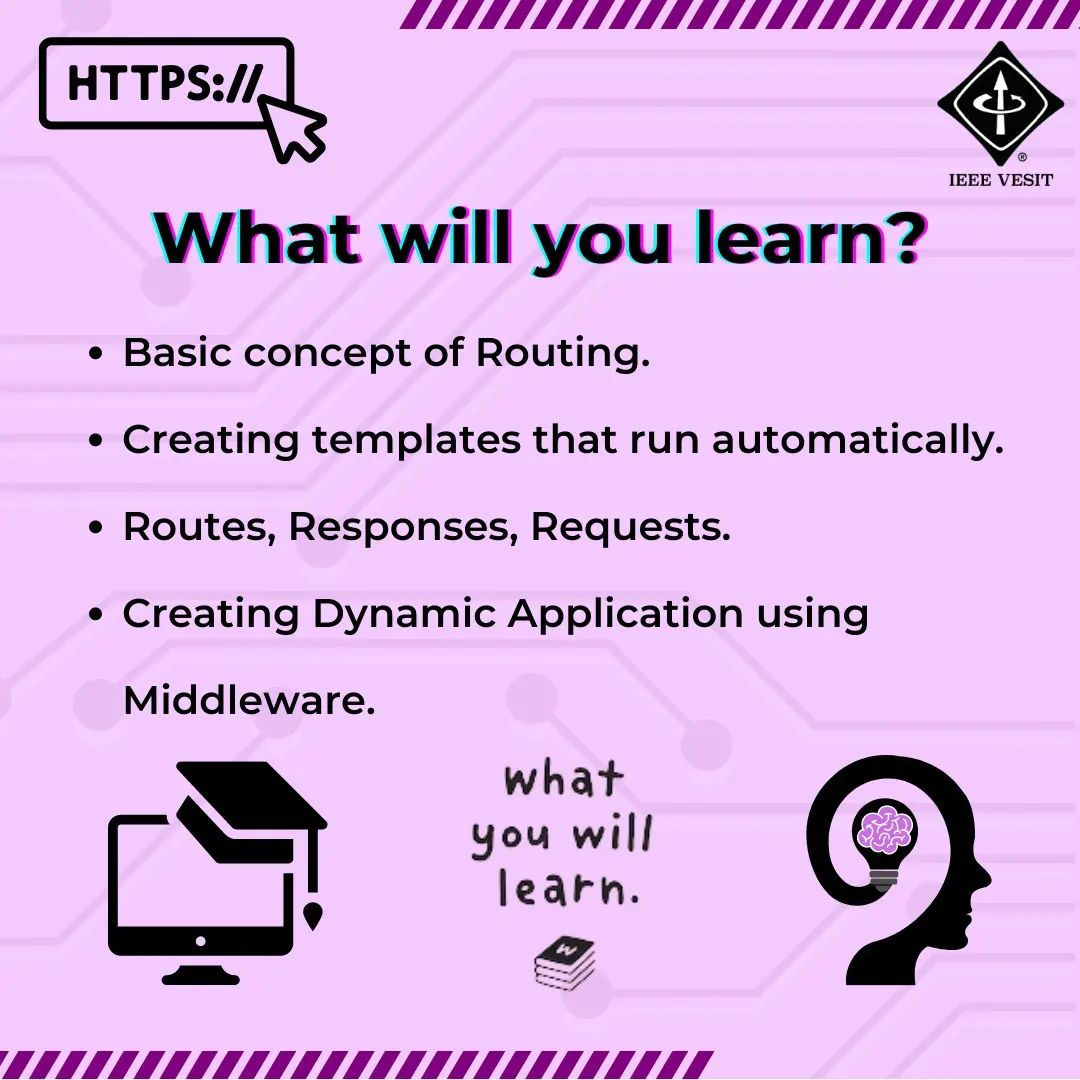 HTTPS://
IEEE VESIT
What will you learn?
• Basic concept of Routing.
• Creating templates that run automatically.
• Routes, Responses, Requests.
• Creating Dynamic Application using
Middleware.
what
you will
learn.
W